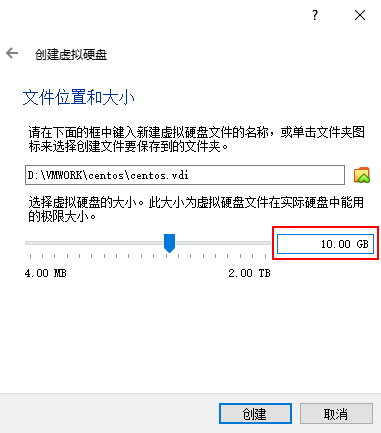 ?
创建虚拟硬盘
文件位置和大小
请在下面的框中键入新建虚拟硬盘文件的名称，或单击文件夹图
标来选择创建文件要保存到的文件夹。
D:\VMWORK\centos\centos.vdi
选择虚拟硬盘的大小。此大小为虚拟硬盘文件在实际硬盘中能用
的极限大小。
10.00 GB
4.00 MB 2.00 TB
创建 取消